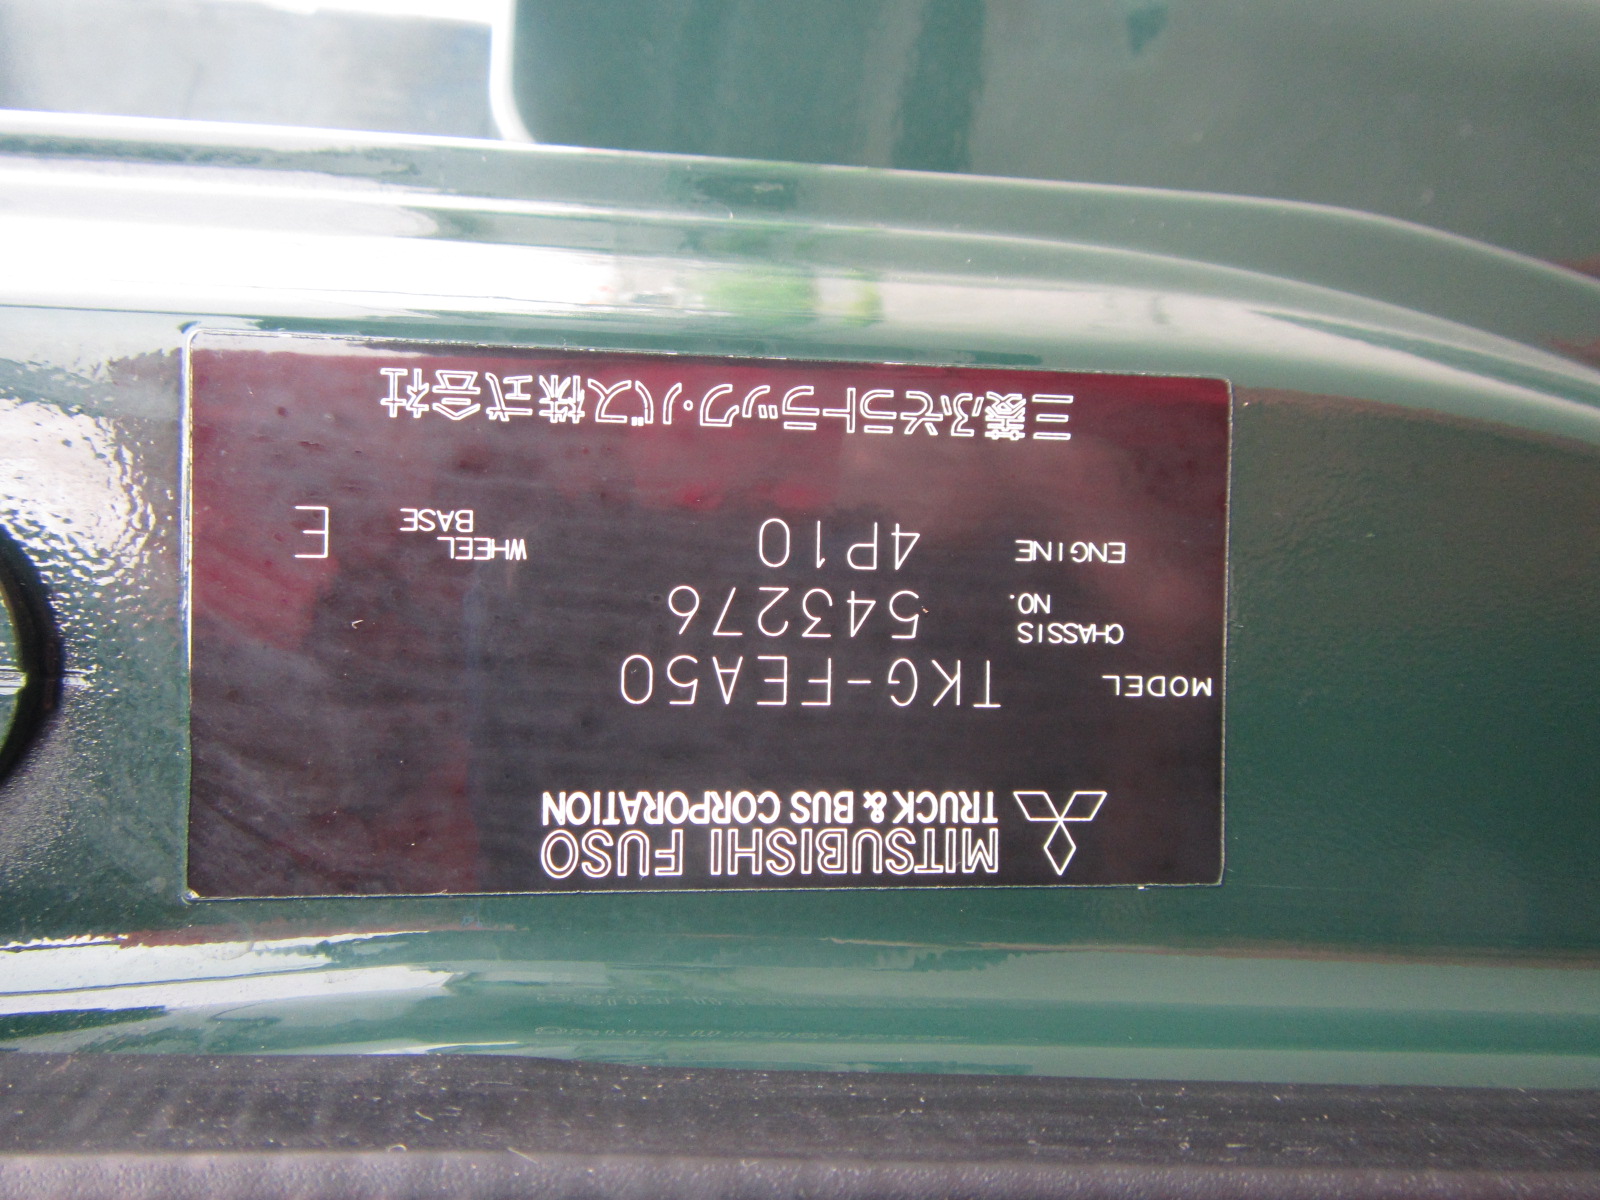 MITSUBISHI FUSO
TRUCK & BUS CORPORATION
MODEL TKG-FEA50
CHASSIS NO. 543276
ENGINE 4P10 WHEEL BASE E
三菱ふそうトラック・バス株式会社